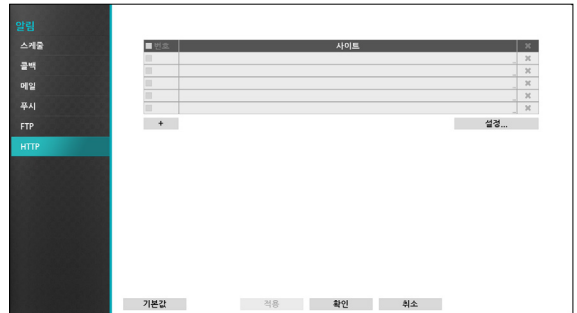 알림
스케줄
콜백
메일
푸시
FTP
HTTP
번호 사이트
+ 설정...
기본값 적용 확인 취소